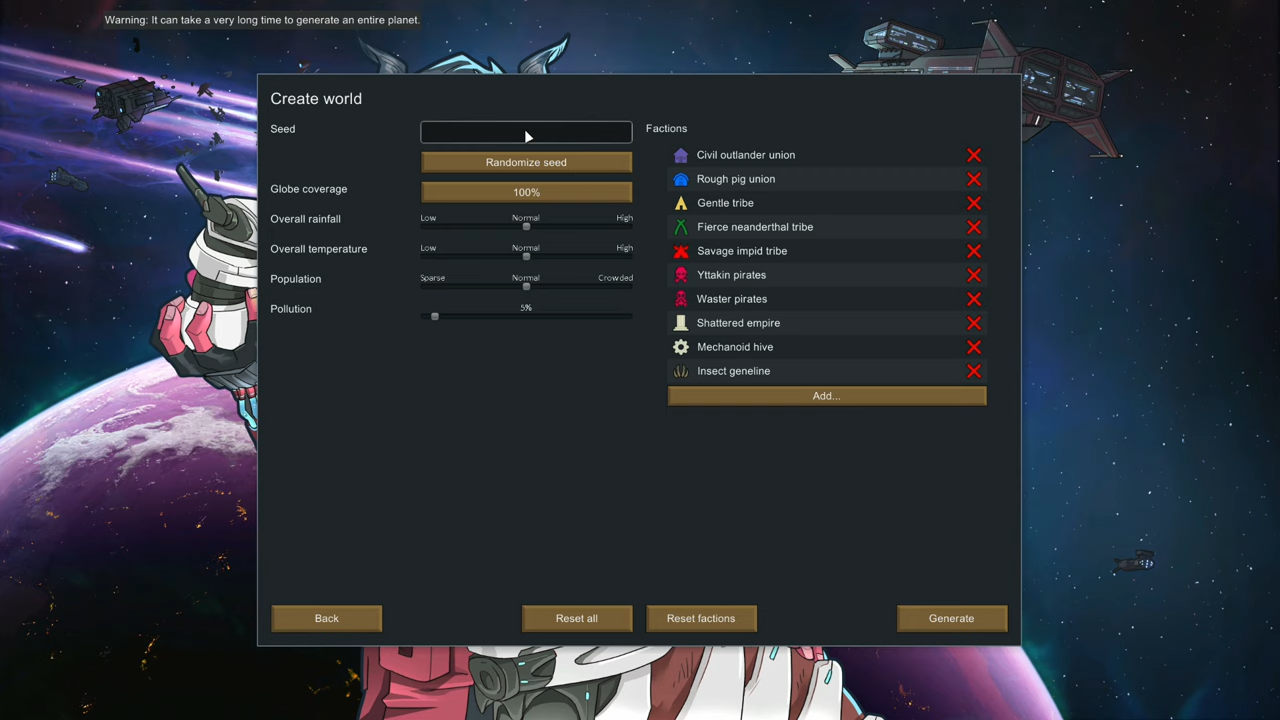 Warning: It can take a very long time to generate an entire planet.
Create world
Seed
Randomize seed
Globe coverage
100%
Overall rainfall
Low Normal High
Overall temperature
Low Normal High
Population
Sparse Normal Crowded
Pollution
5%
Factions
Civil outlander union
Rough pig union
Gentle tribe
Fierce neanderthal tribe
Savage impid tribe
Yttakin pirates
Waster pirates
Shattered empire
Mechanoid hive
Insect geneline
Add...
Back
Reset all
Reset factions
Generate